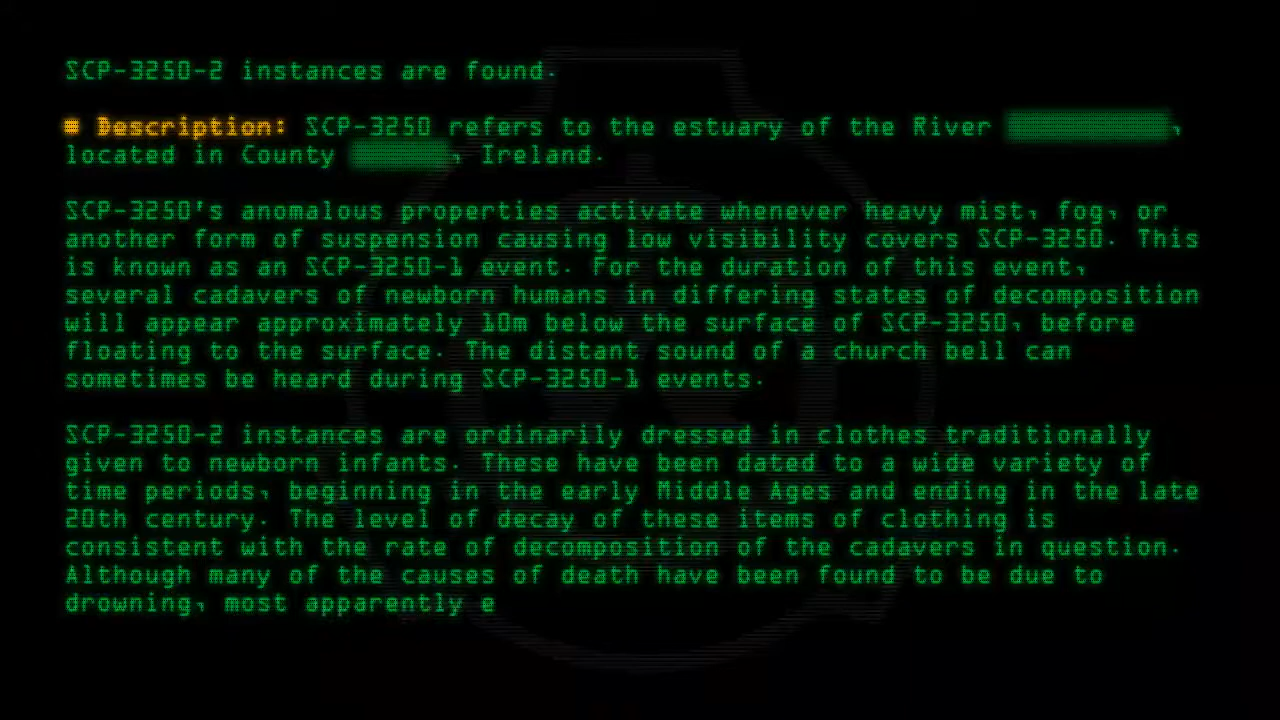 SCP-3250-2 instances are found.
# Description: SCP-3250 refers to the estuary of the River ,
located in County , Ireland.
SCP-3250's anomalous properties activate whenever heavy mist, fog, or
another form of suspension causing low visibility covers SCP-3250. This
is known as an SCP-3250-1 event. For the duration of this event,
several cadavers of newborn humans in differing states of decomposition
will appear approximately 10m below the surface of SCP-3250, before
floating to the surface. The distant sound of a church bell can
sometimes be heard during SCP-3250-1 events.
SCP-3250-2 instances are ordinarily dressed in clothes traditionally
given to newborn infants. These have been dated to a wide variety of
time periods, beginning in the early Middle Ages and ending in the late
20th century. The level of decay of these items of clothing is
consistent with the rate of decomposition of the cadavers in question.
Although many of the causes of death have been found to be due to
drowning, most apparently e